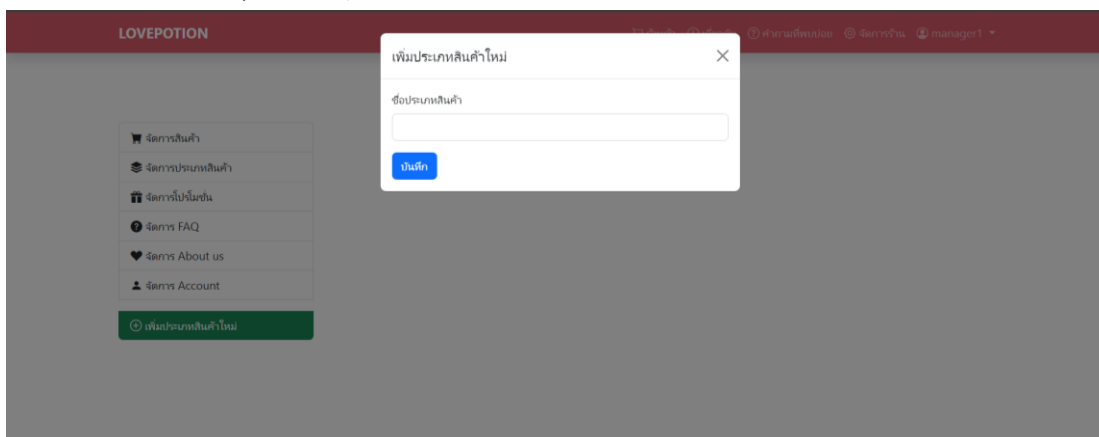 LOVEPOTION
คำถามที่พบบ่อย จัดการร้าน manager1
เพิ่มประเภทสินค้าใหม่
ชื่อประเภทสินค้า
บันทึก
จัดการสินค้า
จัดการประเภทสินค้า
จัดการโปรโมชั่น
จัดการ FAQ
จัดการ About us
จัดการ Account
เพิ่มประเภทสินค้าใหม่